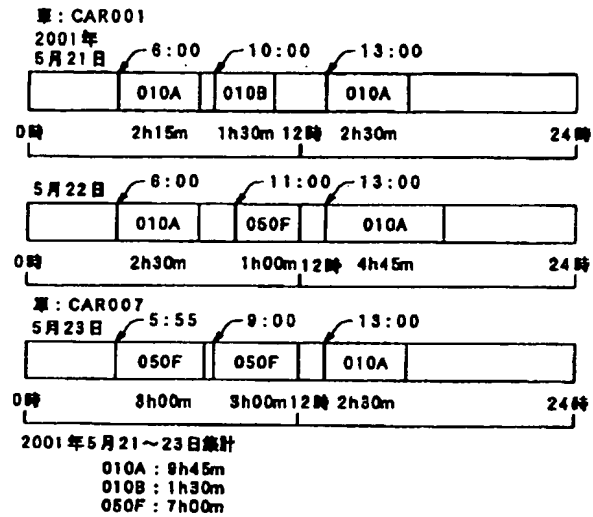 車:CAR001
2001年
5月21日
6:00 10:00 13:00
010A 010B 010A
0時 2h15m 1h30m 12時 2h30m 24時
5月22日
6:00 11:00 13:00
010A 050F 010A
0時 2h30m 1h00m 12時 4h45m 24時
車:CAR007
5月23日
5:55 9:00 13:00
050F 050F 010A
0時 3h00m 3h00m 12時 2h30m 24時
2001年5月21~23日集計
010A : 9h45m
010B : 1h30m
050F : 7h00m